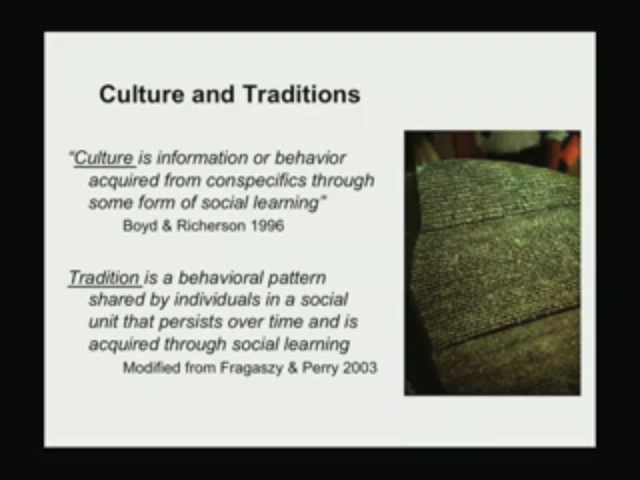 Culture and Traditions
“Culture is information or behavior
acquired from conspecifics through
some form of social learning”
Boyd & Richerson 1996
Tradition is a behavioral pattern
shared by individuals in a social
unit that persists over time and is
acquired through social learning
Modified from Fragaszy & Perry 2003